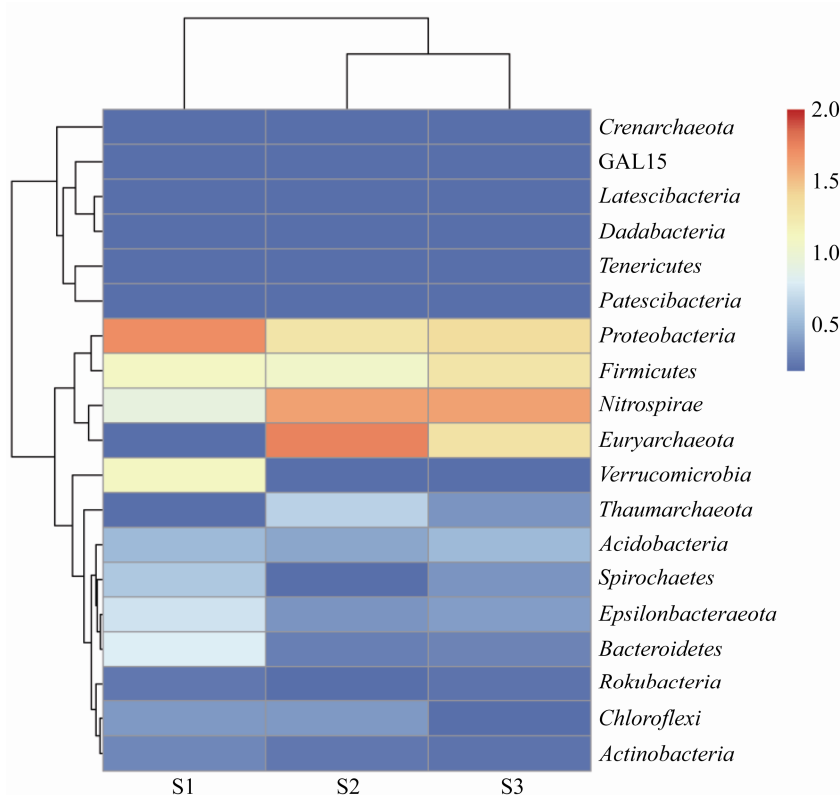 Crenarchaeota
GAL15
Latescibacteria
Dadabacteria
Tenericutes
Patescibacteria
Proteobacteria
Firmicutes
Nitrospirae
Euryarchaeota
Verrucomicrobia
Thaumarchaeota
Acidobacteria
Spirochaetes
Epsilonbacteraeota
Bacteroidetes
Rokubacteria
Chloroflexi
Actinobacteria
2.0
1.5
1.0
0.5
S1 S2 S3